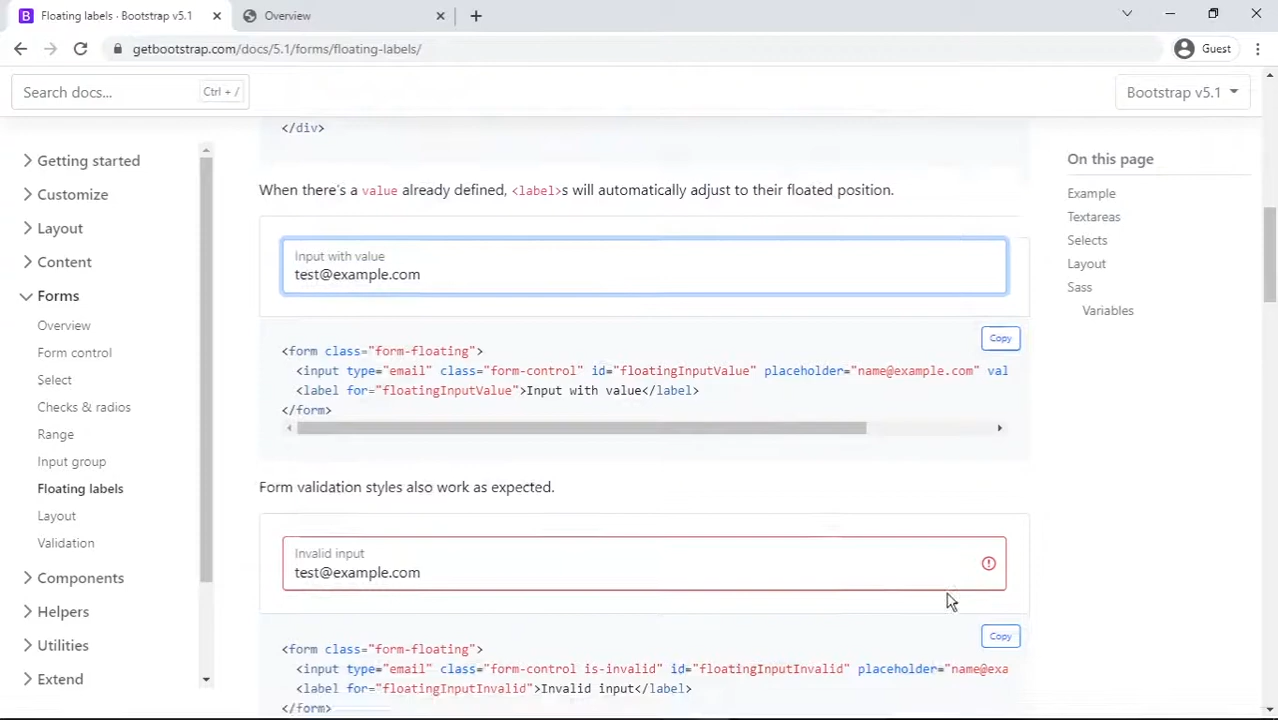 Floating labels · Bootstrap v5.1
Overview
getbootstrap.com/docs/5.1/forms/floating-labels/
Guest
Search docs...
Ctrl + /
Bootstrap v5.1
Getting started
Customize
Layout
Content
Forms
Overview
Form control
Select
Checks & radios
Range
Input group
Floating labels
Layout
Validation
Components
Helpers
Utilities
Extend
</div>
When there's a value already defined, <label>s will automatically adjust to their floated position.
Input with value
test@example.com
Copy
<form class="form-floating">
<input type="email" class="form-control" id="floatingInputValue" placeholder="name@example.com" val
<label for="floatingInputValue">Input with value</label>
</form>
Form validation styles also work as expected.
Invalid input
test@example.com
Copy
<form class="form-floating">
<input type="email" class="form-control is-invalid" id="floatingInputInvalid" placeholder="name@exa
<label for="floatingInputInvalid">Invalid input</label>
</form>
On this page
Example
Textareas
Selects
Layout
Sass
Variables